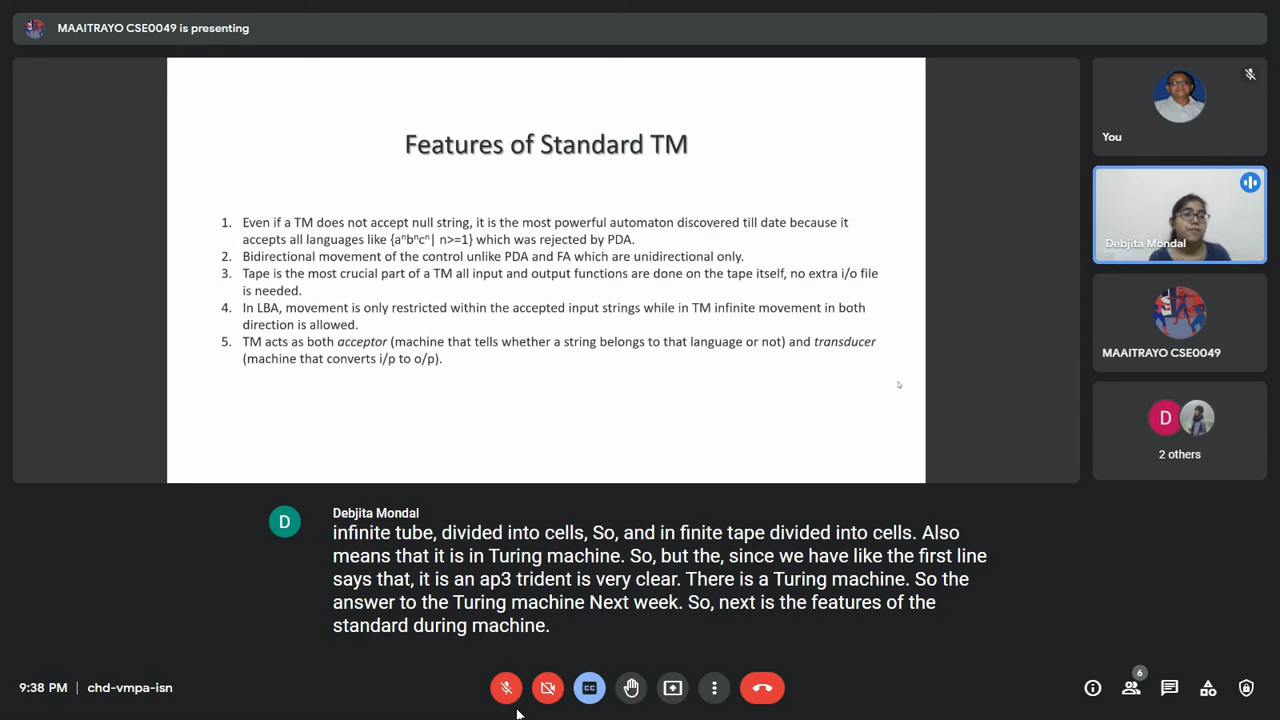 MAAITRAYO CSE0049 is presenting
Features of Standard TM
1. Even if a TM does not accept null string, it is the most powerful automaton discovered till date because it
accepts all languages like {aⁿbⁿcⁿ| n>=1} which was rejected by PDA.
2. Bidirectional movement of the control unlike PDA and FA which are unidirectional only.
3. Tape is the most crucial part of a TM all input and output functions are done on the tape itself, no extra i/o file
is needed.
4. In LBA, movement is only restricted within the accepted input strings while in TM infinite movement in both
direction is allowed.
5. TM acts as both acceptor (machine that tells whether a string belongs to that language or not) and transducer
(machine that converts i/p to o/p).
You
Debjita Mondal
MAAITRAYO CSE0049
D
2 others
D
Debjita Mondal
infinite tube, divided into cells, So, and in finite tape divided into cells. Also
means that it is in Turing machine. So, but the, since we have like the first line
says that, it is an ap3 trident is very clear. There is a Turing machine. So the
answer to the Turing machine Next week. So, next is the features of the
standard during machine.
9:38 PM | chd-vmpa-isn
CC
6